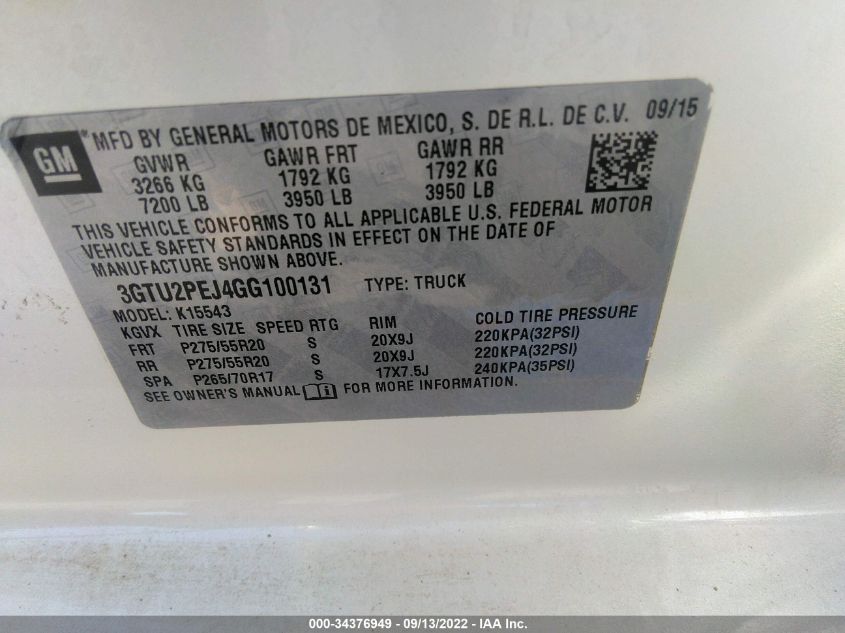 GM
MFD BY GENERAL MOTORS DE MEXICO, S. DE R.L. DE C.V. 09/15
GVWR GAWR FRT GAWR RR
3266 KG 1792 KG 1792 KG
7200 LB 3950 LB 3950 LB
THIS VEHICLE CONFORMS TO ALL APPLICABLE U.S. FEDERAL MOTOR
VEHICLE SAFETY STANDARDS IN EFFECT ON THE DATE OF
MANUFACTURE SHOWN ABOVE.
3GTU2PEJ4GG100131 TYPE: TRUCK
MODEL: K15543
KGVX TIRE SIZE SPEED RTG RIM COLD TIRE PRESSURE
FRT P275/55R20 S 20X9J 220KPA(32PSI)
RR P275/55R20 S 20X9J 220KPA(32PSI)
SPA P265/70R17 S 17X7.5J 240KPA(35PSI)
SEE OWNER'S MANUAL FOR MORE INFORMATION.
000-34376949 - 09/13/2022 - IAA Inc.